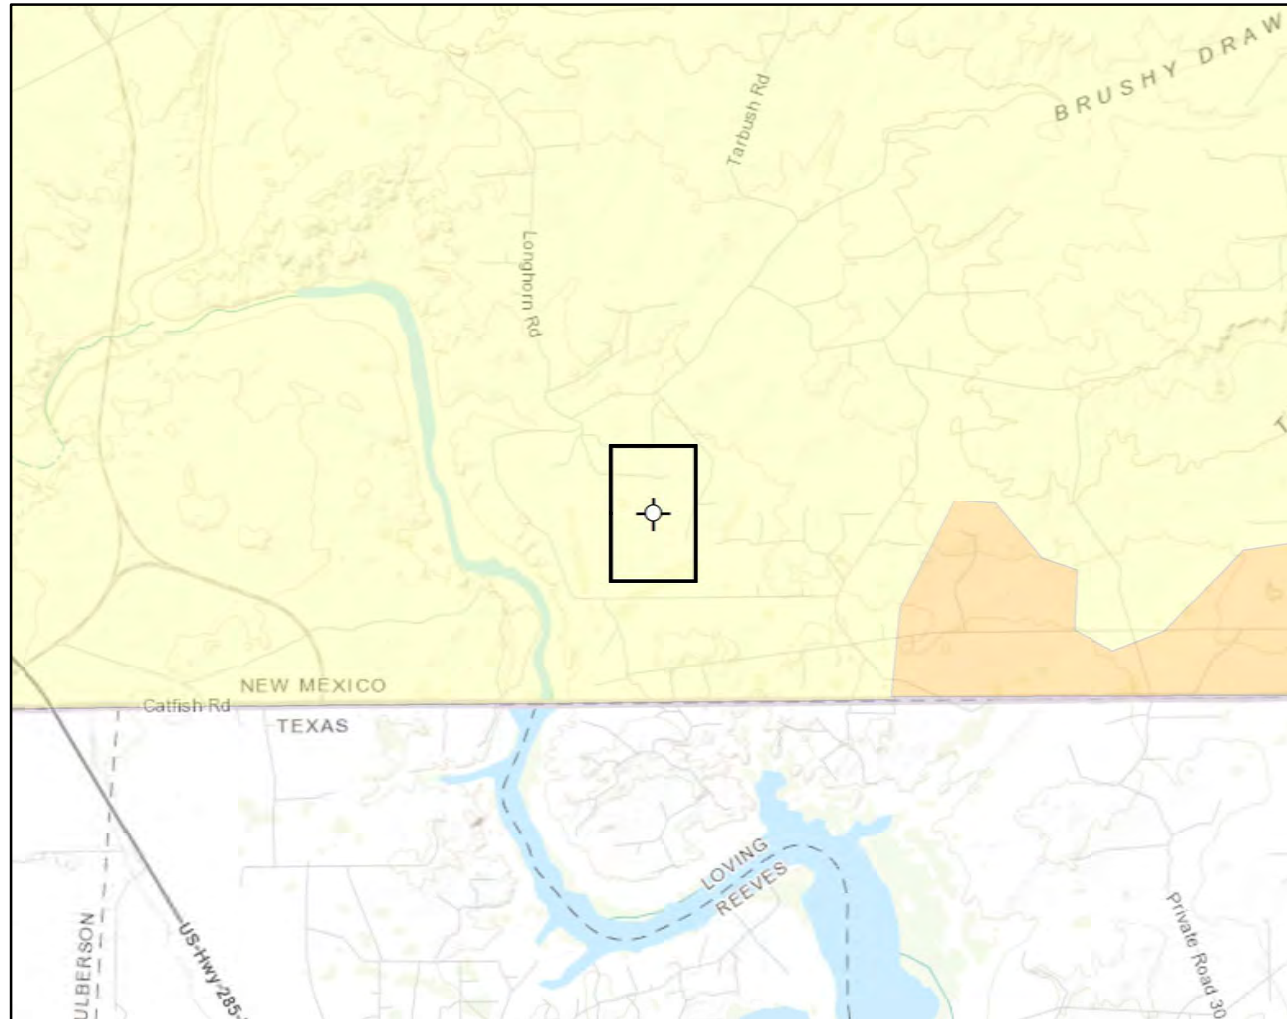 BRUSHY DRAW
Tarbush Rd
Longhorn Rd
NEW MEXICO
Catfish Rd
TEXAS
LOVING
REEVES
ULBERSON
US-Hwy-285-
Private Road 30
T